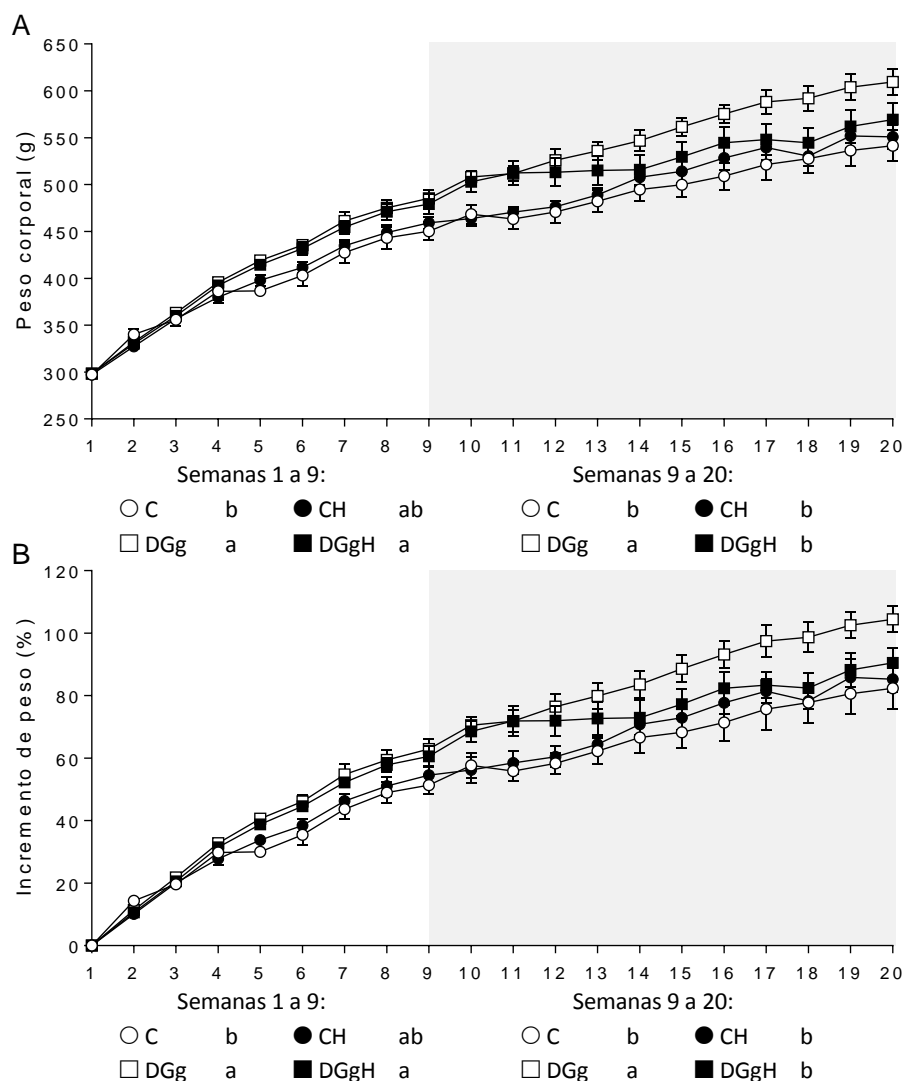 A
Peso corporal (g)
650
600
550
500
450
400
350
300
250
1 2 3 4 5 6 7 8 9 10 11 12 13 14 15 16 17 18 19 20
Semanas 1 a 9: Semanas 9 a 20:
C b CH ab C b CH b
DGg a DGgH a DGg a DGgH b
B
Incremento de peso (%)
120
100
80
60
40
20
0
1 2 3 4 5 6 7 8 9 10 11 12 13 14 15 16 17 18 19 20
Semanas 1 a 9: Semanas 9 a 20:
C b CH ab C b CH b
DGg a DGgH a DGg a DGgH b